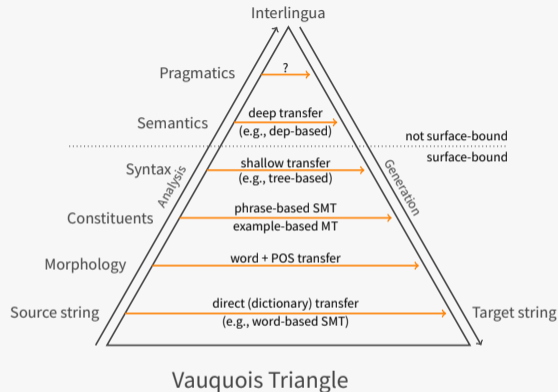 Interlingua
Pragmatics
?
Semantics
deep transfer
(e.g., dep-based)
not surface-bound
surface-bound
Syntax
Analysis
shallow transfer
(e.g., tree-based)
Generation
Constituents
phrase-based SMT
example-based MT
Morphology
word + POS transfer
Source string
direct (dictionary) transfer
(e.g., word-based SMT)
Target string
Vauquois Triangle